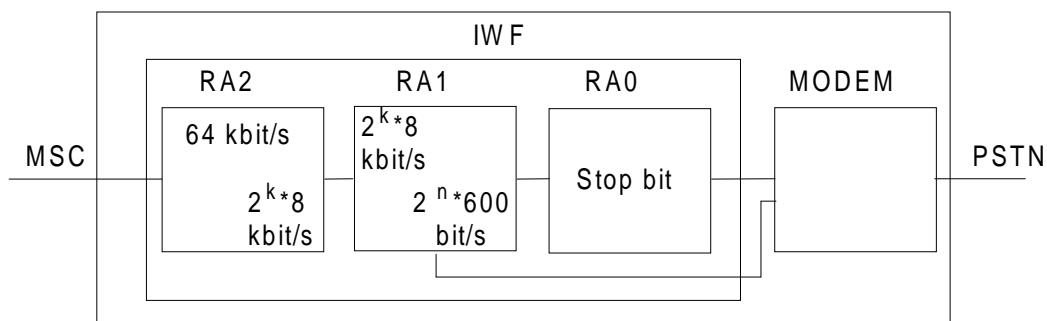 IWF
RA2 RA1 RA0 MODEM
MSC
64 kbit/s
2^k*8
kbit/s
2^k*8
kbit/s
2^n*600
bit/s
Stop bit
PSTN